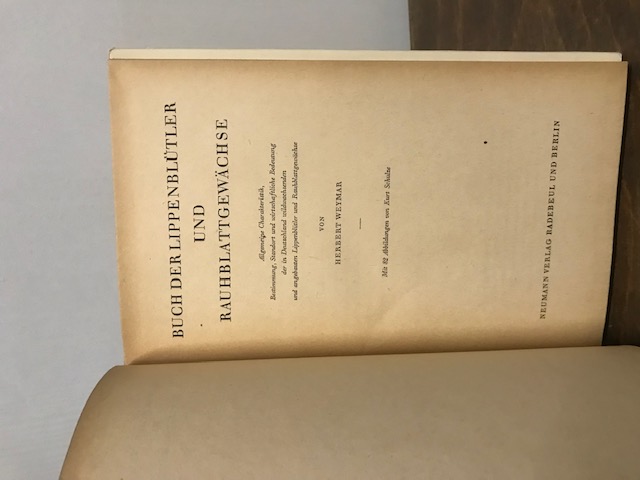 BUCH DER LIPPENBLÜTLER
UND
RAUHBLATTGEWÄCHSE
Allgemeine Charakteristik,
Bestimmung, Standort und wirtschaftliche Bedeutung
der in Deutschland wildwachsenden
und angebauten Lippenblütler und Rauhblattgewächse
VON
HERBERT WEYMAR
Mit 82 Abbildungen von Kurt Schulze
NEUMANN VERLAG RADEBEUL UND BERLIN